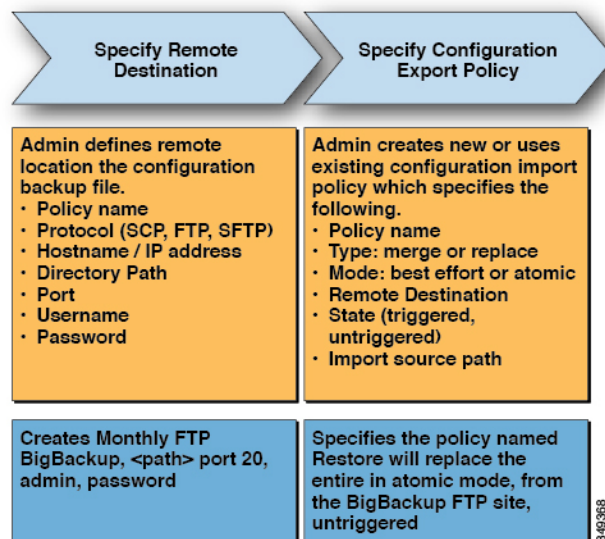 Specify Remote
Destination
Specify Configuration
Export Policy
Admin defines remote
location the configuration
backup file.
• Policy name
• Protocol (SCP, FTP, SFTP)
• Hostname / IP address
• Directory Path
• Port
• Username
• Password
Admin creates new or uses
existing configuration import
policy which specifies the
following.
• Policy name
• Type: merge or replace
• Mode: best effort or atomic
• Remote Destination
• State (triggered,
untriggered)
• Import source path
Creates Monthly FTP
BigBackup, <path> port 20,
admin, password
Specifies the policy named
Restore will replace the
entire in atomic mode, from
the BigBackup FTP site,
untriggered
349368